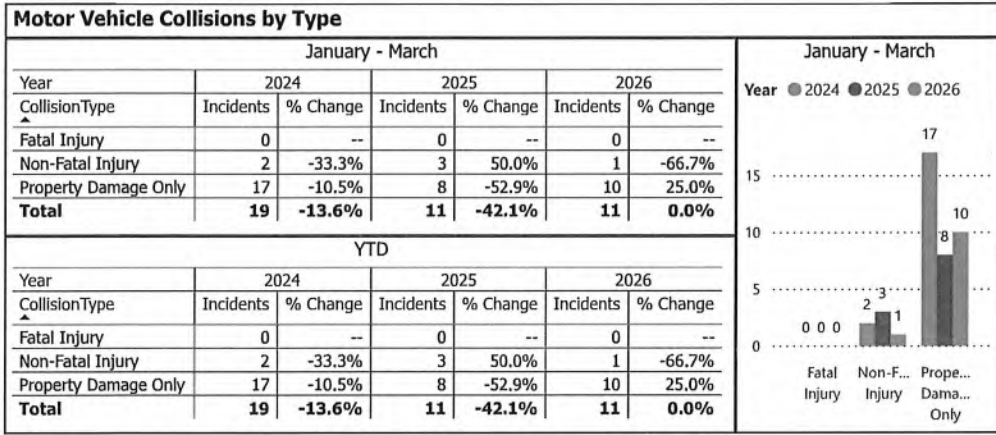 Motor Vehicle Collisions by Type
January - March
Year 2024 2025 2026
CollisionType Incidents % Change Incidents % Change Incidents % Change
Fatal Injury 0 -- 0 -- 0 --
Non-Fatal Injury 2 -33.3% 3 50.0% 1 -66.7%
Property Damage Only 17 -10.5% 8 -52.9% 10 25.0%
Total 19 -13.6% 11 -42.1% 11 0.0%
YTD
Year 2024 2025 2026
CollisionType Incidents % Change Incidents % Change Incidents % Change
Fatal Injury 0 -- 0 -- 0 --
Non-Fatal Injury 2 -33.3% 3 50.0% 1 -66.7%
Property Damage Only 17 -10.5% 8 -52.9% 10 25.0%
Total 19 -13.6% 11 -42.1% 11 0.0%
January - March
Year 2024 2025 2026
17
15
10
10
8
5
2 3 1
0 0 0
0
Fatal Non-F... Prope...
Injury Injury Dama...
Only